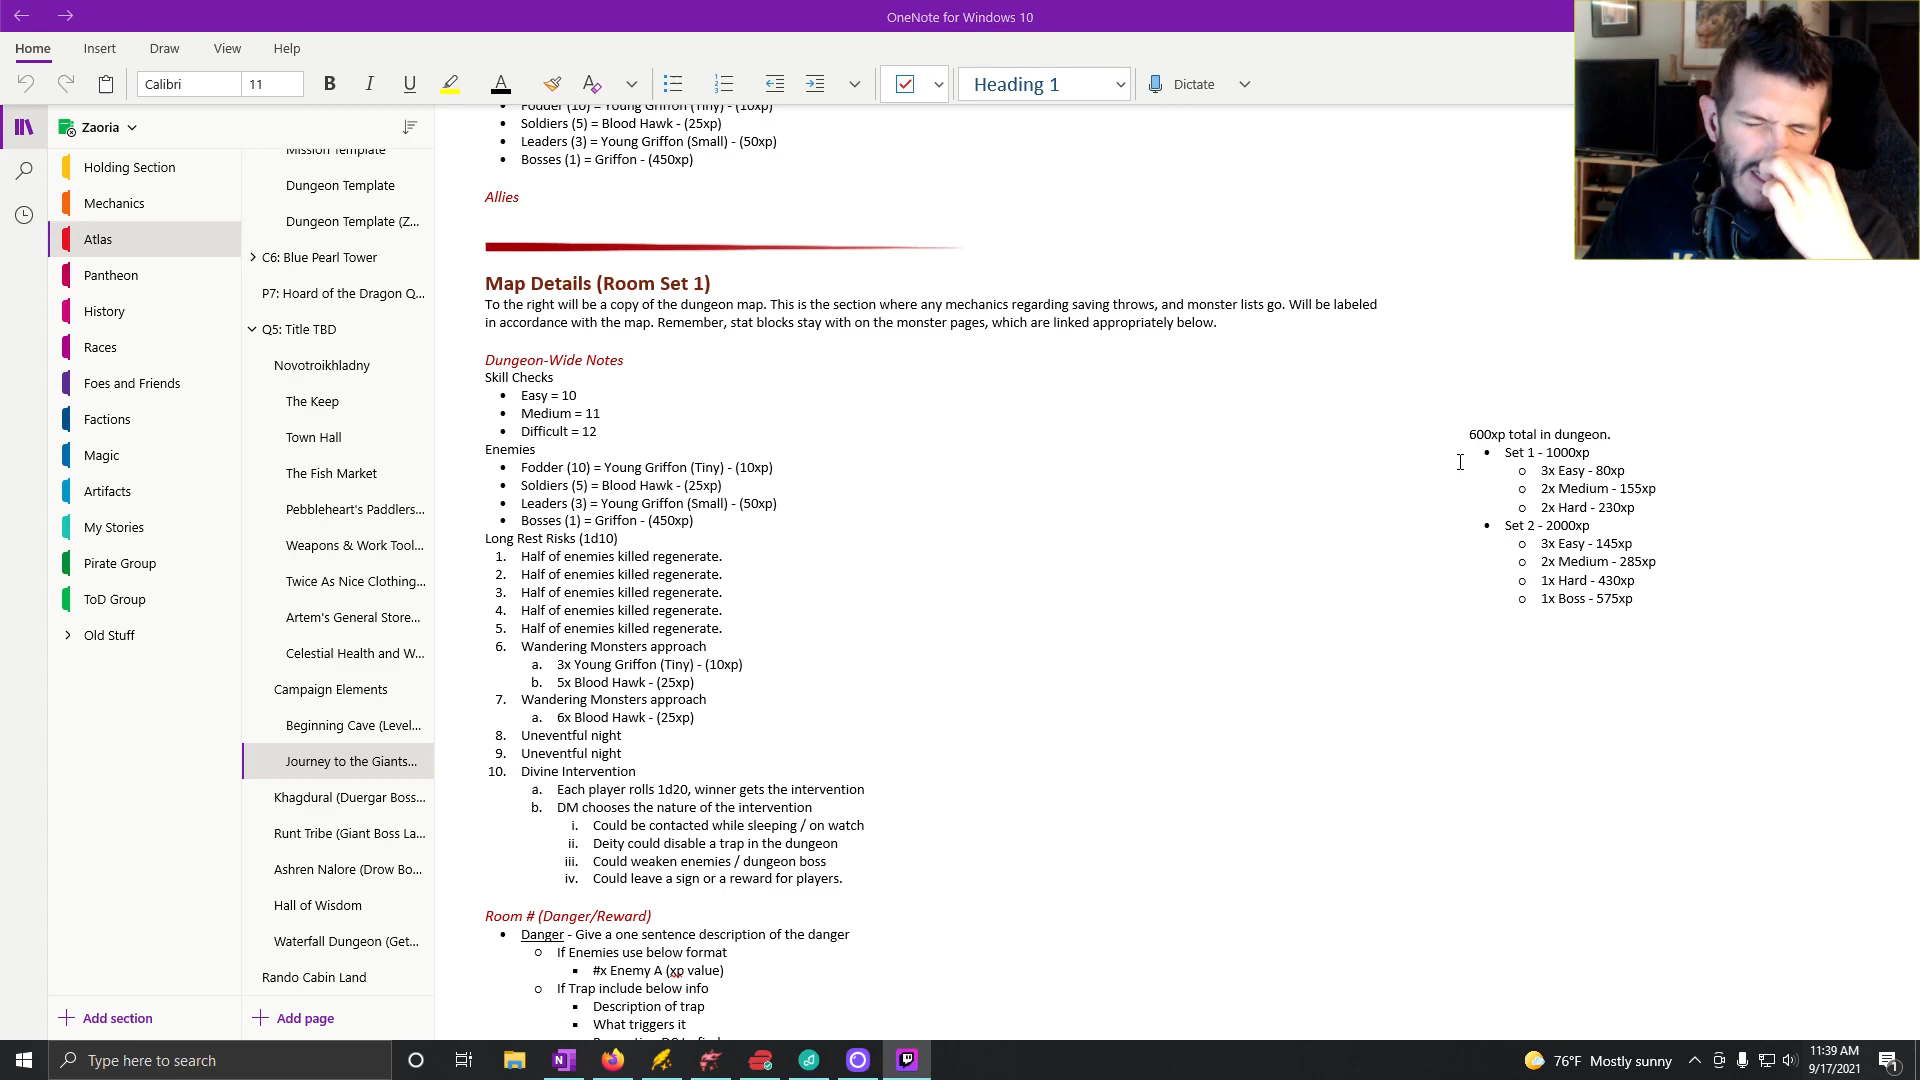 OneNote for Windows 10
Home
Insert
Draw
View
Help
Calibri
11
B
I
U
A
A
Heading 1
Dictate
Zaoria
Holding Section
Mechanics
Atlas
Pantheon
History
Races
Foes and Friends
Factions
Magic
Artifacts
My Stories
Pirate Group
ToD Group
Old Stuff
Add section
Mission Template
Dungeon Template
Dungeon Template (Z...
C6: Blue Pearl Tower
P7: Hoard of the Dragon Q...
Q5: Title TBD
Novotroikhladny
The Keep
Town Hall
The Fish Market
Pebbleheart's Paddlers...
Weapons & Work Tool...
Twice As Nice Clothing...
Artem's General Store...
Celestial Health and W...
Campaign Elements
Beginning Cave (Level...
Journey to the Giants...
Khagdural (Duergar Boss...
Runt Tribe (Giant Boss La...
Ashren Nalore (Drow Bo...
Hall of Wisdom
Waterfall Dungeon (Get...
Rando Cabin Land
Add page
Fodder (10) = Young Griffon (Tiny) - (10xp)
Soldiers (5) = Blood Hawk - (25xp)
Leaders (3) = Young Griffon (Small) - (50xp)
Bosses (1) = Griffon - (450xp)
Allies
Map Details (Room Set 1)
To the right will be a copy of the dungeon map. This is the section where any mechanics regarding saving throws, and monster lists go. Will be labeled
in accordance with the map. Remember, stat blocks stay with on the monster pages, which are linked appropriately below.
Dungeon-Wide Notes
Skill Checks
Easy = 10
Medium = 11
Difficult = 12
Enemies
Fodder (10) = Young Griffon (Tiny) - (10xp)
Soldiers (5) = Blood Hawk - (25xp)
Leaders (3) = Young Griffon (Small) - (50xp)
Bosses (1) = Griffon - (450xp)
Long Rest Risks (1d10)
1. Half of enemies killed regenerate.
2. Half of enemies killed regenerate.
3. Half of enemies killed regenerate.
4. Half of enemies killed regenerate.
5. Half of enemies killed regenerate.
6. Wandering Monsters approach
a. 3x Young Griffon (Tiny) - (10xp)
b. 5x Blood Hawk - (25xp)
7. Wandering Monsters approach
a. 6x Blood Hawk - (25xp)
8. Uneventful night
9. Uneventful night
10. Divine Intervention
a. Each player rolls 1d20, winner gets the intervention
b. DM chooses the nature of the intervention
i. Could be contacted while sleeping / on watch
ii. Deity could disable a trap in the dungeon
iii. Could weaken enemies / dungeon boss
iv. Could leave a sign or a reward for players.
Room # (Danger/Reward)
Danger - Give a one sentence description of the danger
If Enemies use below format
#x Enemy A (xp value)
If Trap include below info
Description of trap
What triggers it
600xp total in dungeon.
Set 1 - 1000xp
3x Easy - 80xp
2x Medium - 155xp
2x Hard - 230xp
Set 2 - 2000xp
3x Easy - 145xp
2x Medium - 285xp
1x Hard - 430xp
1x Boss - 575xp
Type here to search
76°F Mostly sunny
11:39 AM
9/17/2021
1